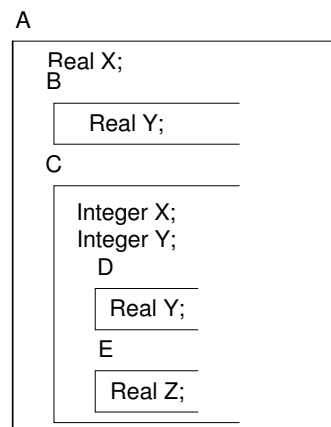 A
Real X;
B
Real Y;
C
Integer X;
Integer Y;
D
Real Y;
E
Real Z;